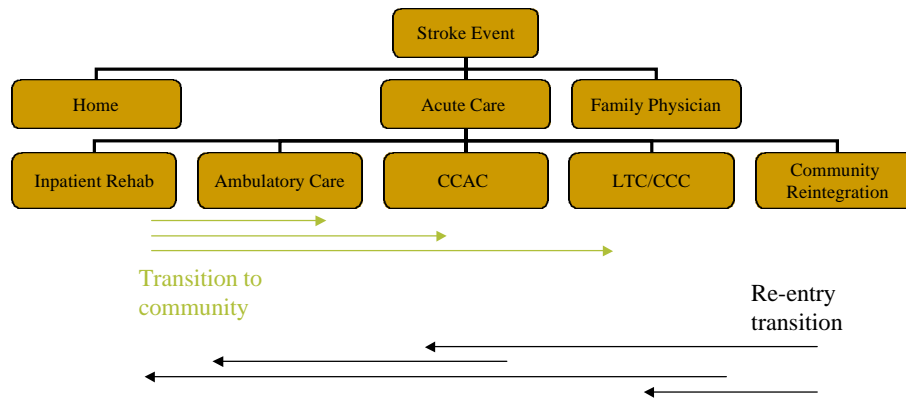 Stroke Event
Home
Acute Care
Family Physician
Inpatient Rehab
Ambulatory Care
CCAC
LTC/CCC
Community
Reintegration
Transition to
community
Re-entry
transition